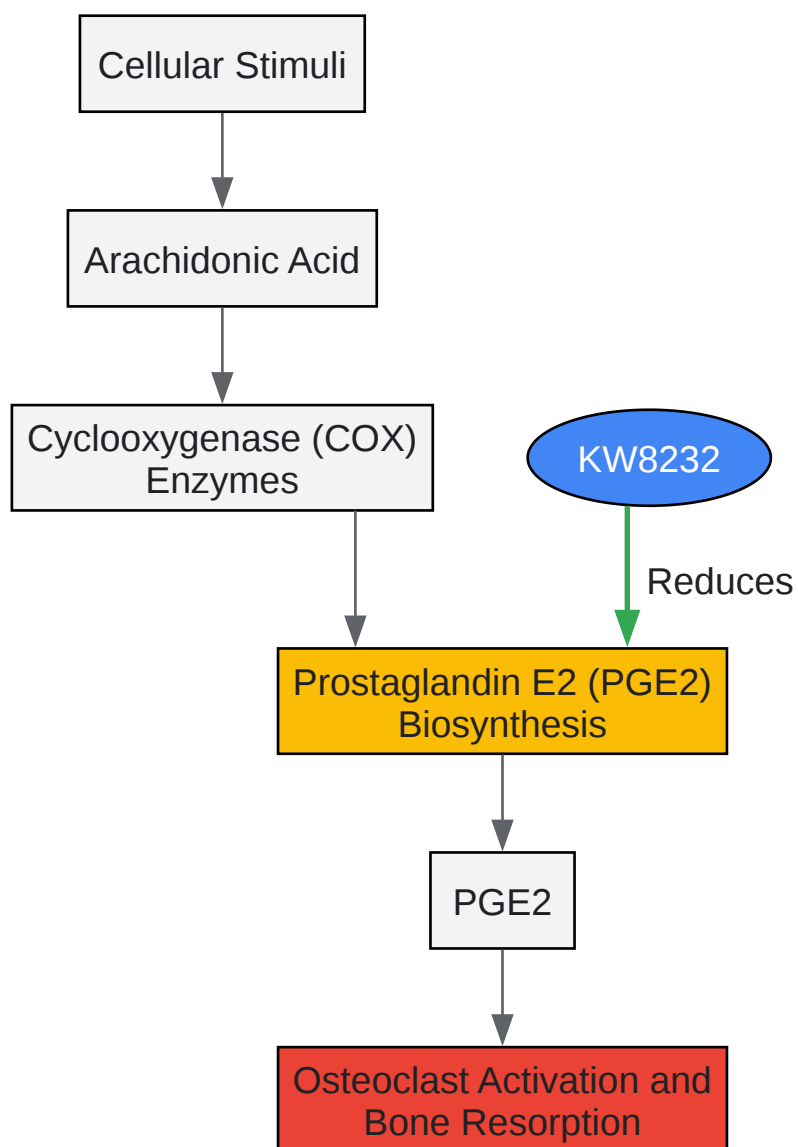 Cellular Stimuli
Arachidonic Acid
Cyclooxygenase (COX)
Enzymes
KW8232
Reduces
Prostaglandin E2 (PGE2)
Biosynthesis
PGE2
Osteoclast Activation and
Bone Resorption